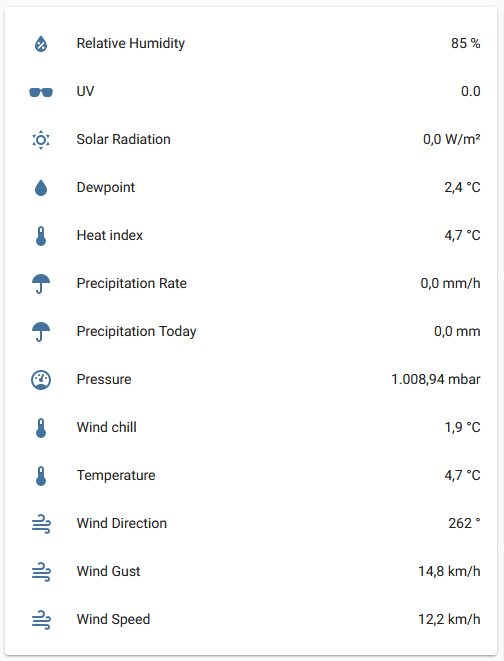 Relative Humidity 85 %
UV 0.0
Solar Radiation 0,0 W/m²
Dewpoint 2,4 °C
Heat index 4,7 °C
Precipitation Rate 0,0 mm/h
Precipitation Today 0,0 mm
Pressure 1.008,94 mbar
Wind chill 1,9 °C
Temperature 4,7 °C
Wind Direction 262 °
Wind Gust 14,8 km/h
Wind Speed 12,2 km/h